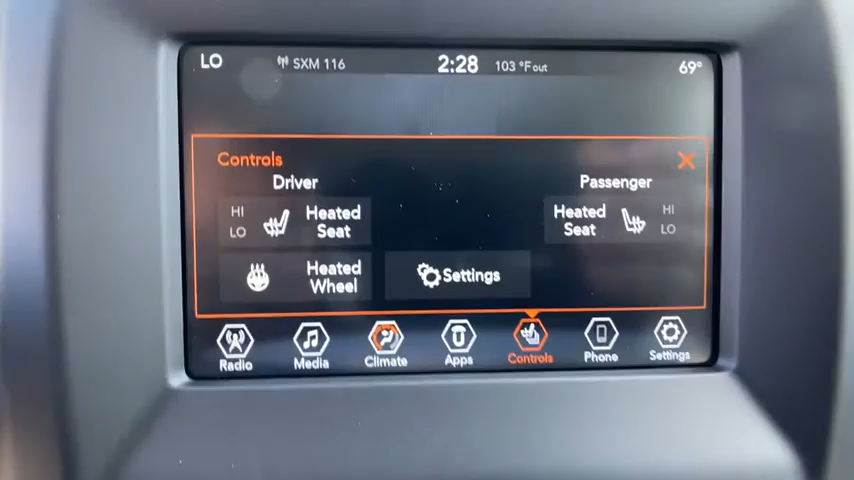 LO SXM 116 2:28 103 °F out 69°
Controls
Driver Passenger
HI Heated Heated HI
LO Seat Seat LO
Heated
Wheel Settings
Radio Media Climate Apps Controls Phone Settings